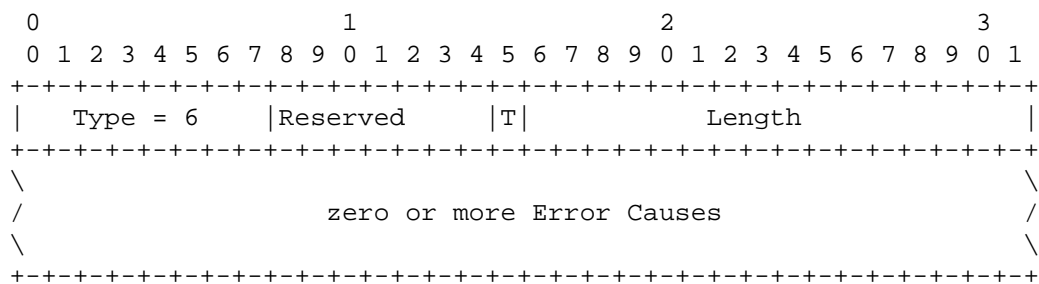 0                   1                   2                   3
 0 1 2 3 4 5 6 7 8 9 0 1 2 3 4 5 6 7 8 9 0 1 2 3 4 5 6 7 8 9 0 1
+-+-+-+-+-+-+-+-+-+-+-+-+-+-+-+-+-+-+-+-+-+-+-+-+-+-+-+-+-+-+-+-+
|   Type = 6    |Reserved     |T|           Length              |
+-+-+-+-+-+-+-+-+-+-+-+-+-+-+-+-+-+-+-+-+-+-+-+-+-+-+-+-+-+-+-+-+
\                                                               \
/                   zero or more Error Causes                   /
\                                                               \
+-+-+-+-+-+-+-+-+-+-+-+-+-+-+-+-+-+-+-+-+-+-+-+-+-+-+-+-+-+-+-+-+